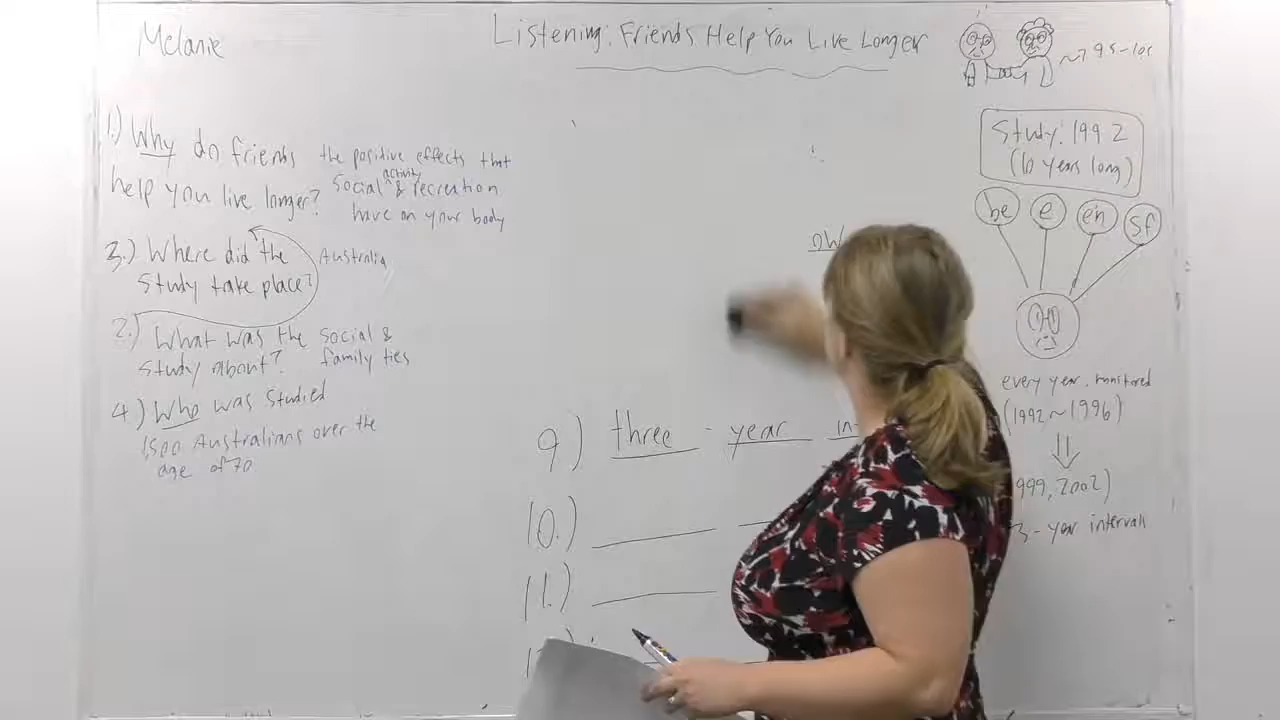 Melanie
Listening: Friends Help You Live Longer
1.) Why do friends
help you live longer?
the positive effects that
activity
Social & recreation
have on your body
3.) Where did the
Study take place?
Australia
2.) What was the
Study about?
Social &
family ties
4.) Who was Studied
1,500 Australians over the
age of 70
9) three - year in
10.)
11.)
Study: 1992
(10 years long)
be
e
en
sf
every year, monitored
(1992 ~ 1996)
1999, 2002)
3-year intervals